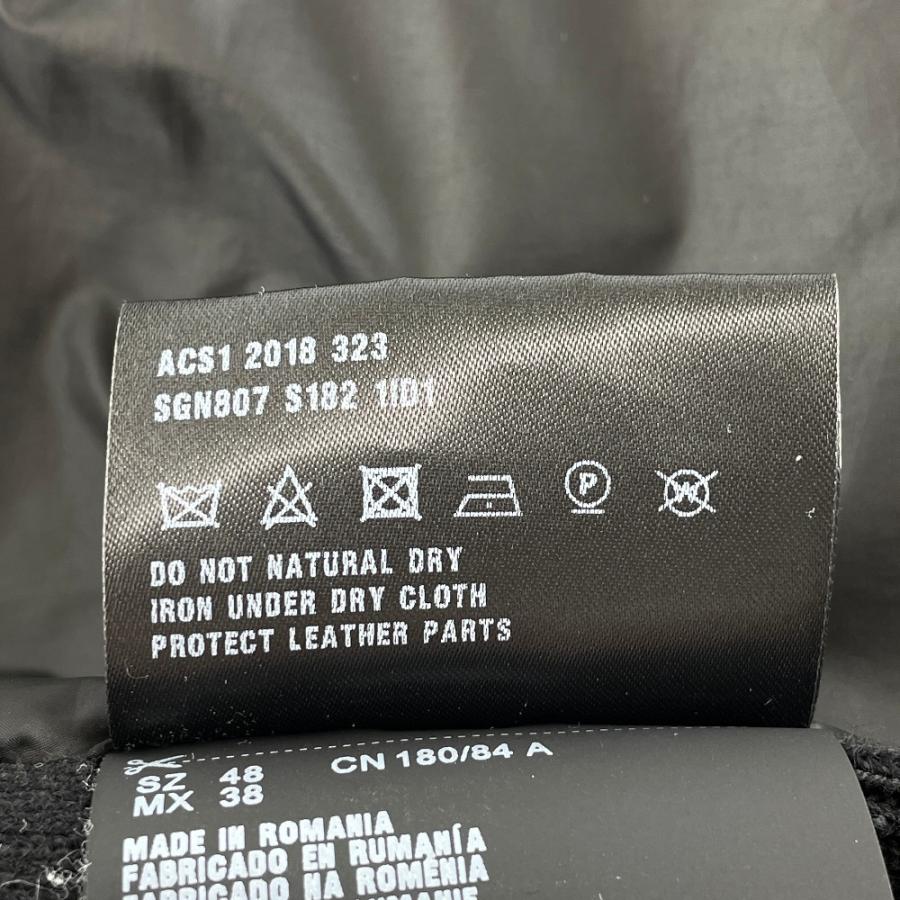 ACS1 2018 323
SGN807 S182 1ID1
P
W
DO NOT NATURAL DRY
IRON UNDER DRY CLOTH
PROTECT LEATHER PARTS
SZ 48 CN 180/84 A
MX 38
MADE IN ROMANIA
FABRICADO EN RUMANÍA
FABRICADO NA ROMÉNIA